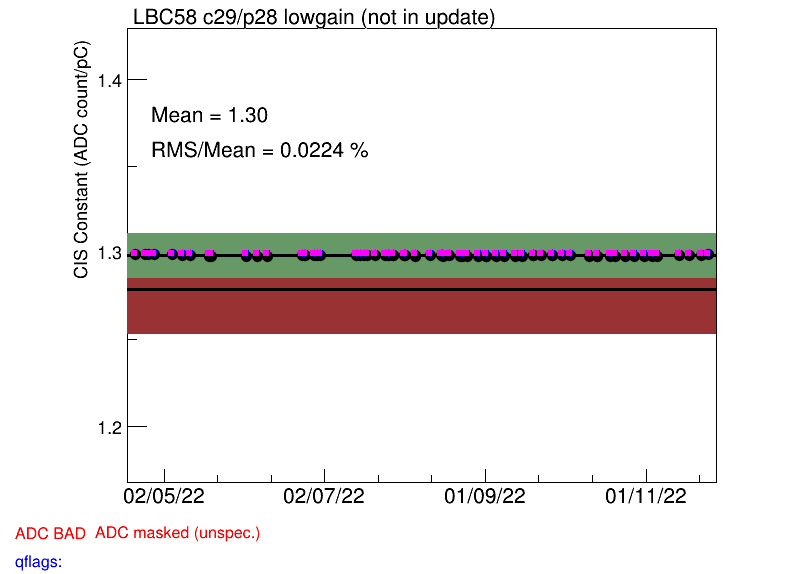 LBC58 c29/p28 lowgain (not in update)
CIS Constant (ADC count/pC)
1.4
Mean = 1.30
RMS/Mean = 0.0224 %
1.3
1.2
02/05/22 02/07/22 01/09/22 01/11/22
ADC BAD ADC masked (unspec.)
qflags: